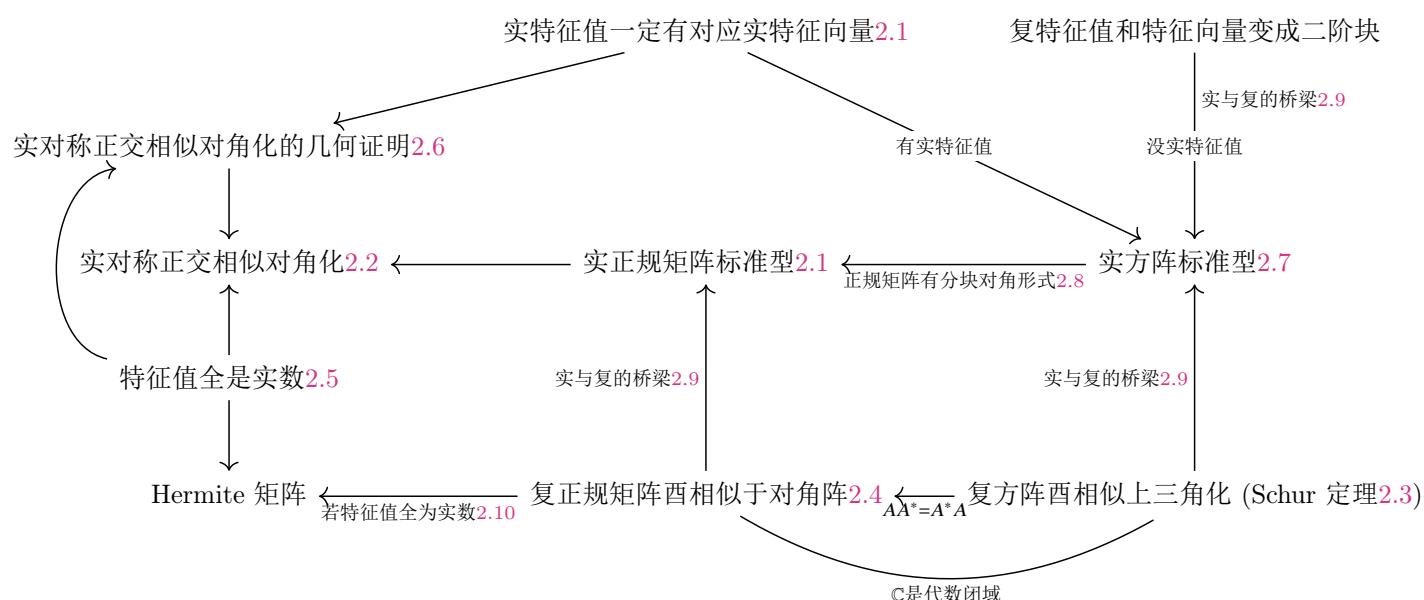 实特征值一定有对应实特征向量2.1
复特征值和特征向量变成二阶块
实与复的桥梁2.9
实对称正交相似对角化的几何证明2.6
有实特征值
没实特征值
实对称正交相似对角化2.2
实正规矩阵标准型2.1
实方阵标准型2.7
正规矩阵有分块对角形式2.8
特征值全是实数2.5
实与复的桥梁2.9
实与复的桥梁2.9
Hermite 矩阵
复正规矩阵酉相似于对角阵2.4
复方阵酉相似上三角化 (Schur 定理2.3)
若特征值全为实数2.10
AA*=A*A
ℂ是代数闭域